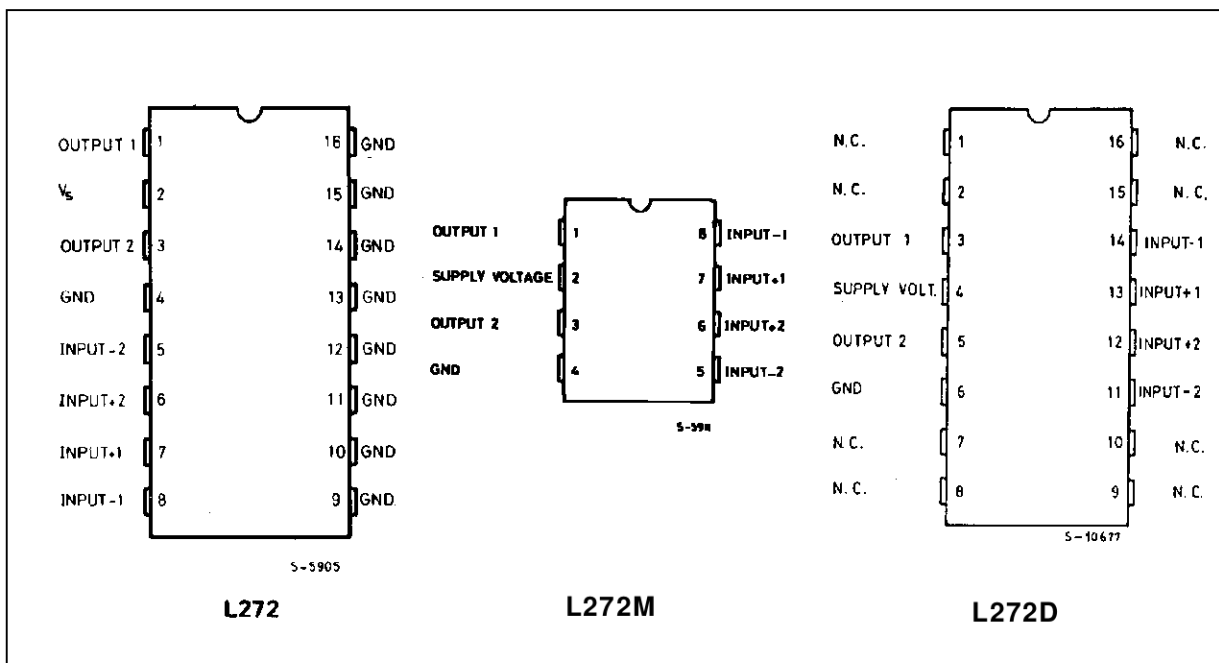 OUTPUT 1 1 16 GND
Vs 2 15 GND
OUTPUT 2 3 14 GND
GND 4 13 GND
INPUT-2 5 12 GND
INPUT+2 6 11 GND
INPUT+1 7 10 GND
INPUT-1 8 9 GND.
S-5905
L272
OUTPUT 1 1 8 INPUT-1
SUPPLY VOLTAGE 2 7 INPUT+1
OUTPUT 2 3 6 INPUT+2
GND 4 5 INPUT-2
L272M
N.C. 1 16 N.C.
N.C. 2 15 N.C.
OUTPUT 1 3 14 INPUT-1
SUPPLY VOLT. 4 13 INPUT+1
OUTPUT 2 5 12 INPUT+2
GND 6 11 INPUT-2
N.C. 7 10 N.C.
N.C. 8 9 N.C.
S-10677
L272D